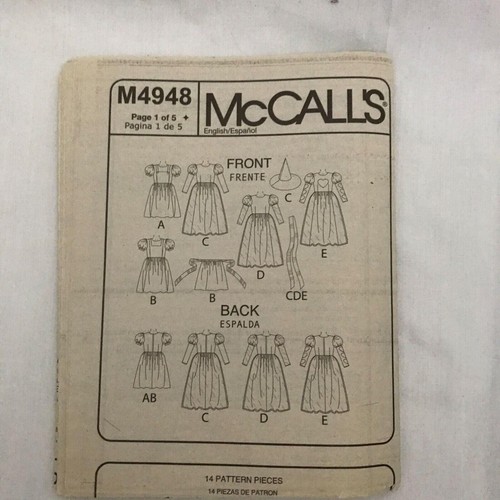 M4948
Page 1 of 5 ✦
Pagina 1 de 5
McCALL'S®
English/Español
FRONT
FRENTE
A
C
C
D
E
B
B
CDE
BACK
ESPALDA
AB
C
D
E
14 PATTERN PIECES
14 PIEZAS DE PATRON